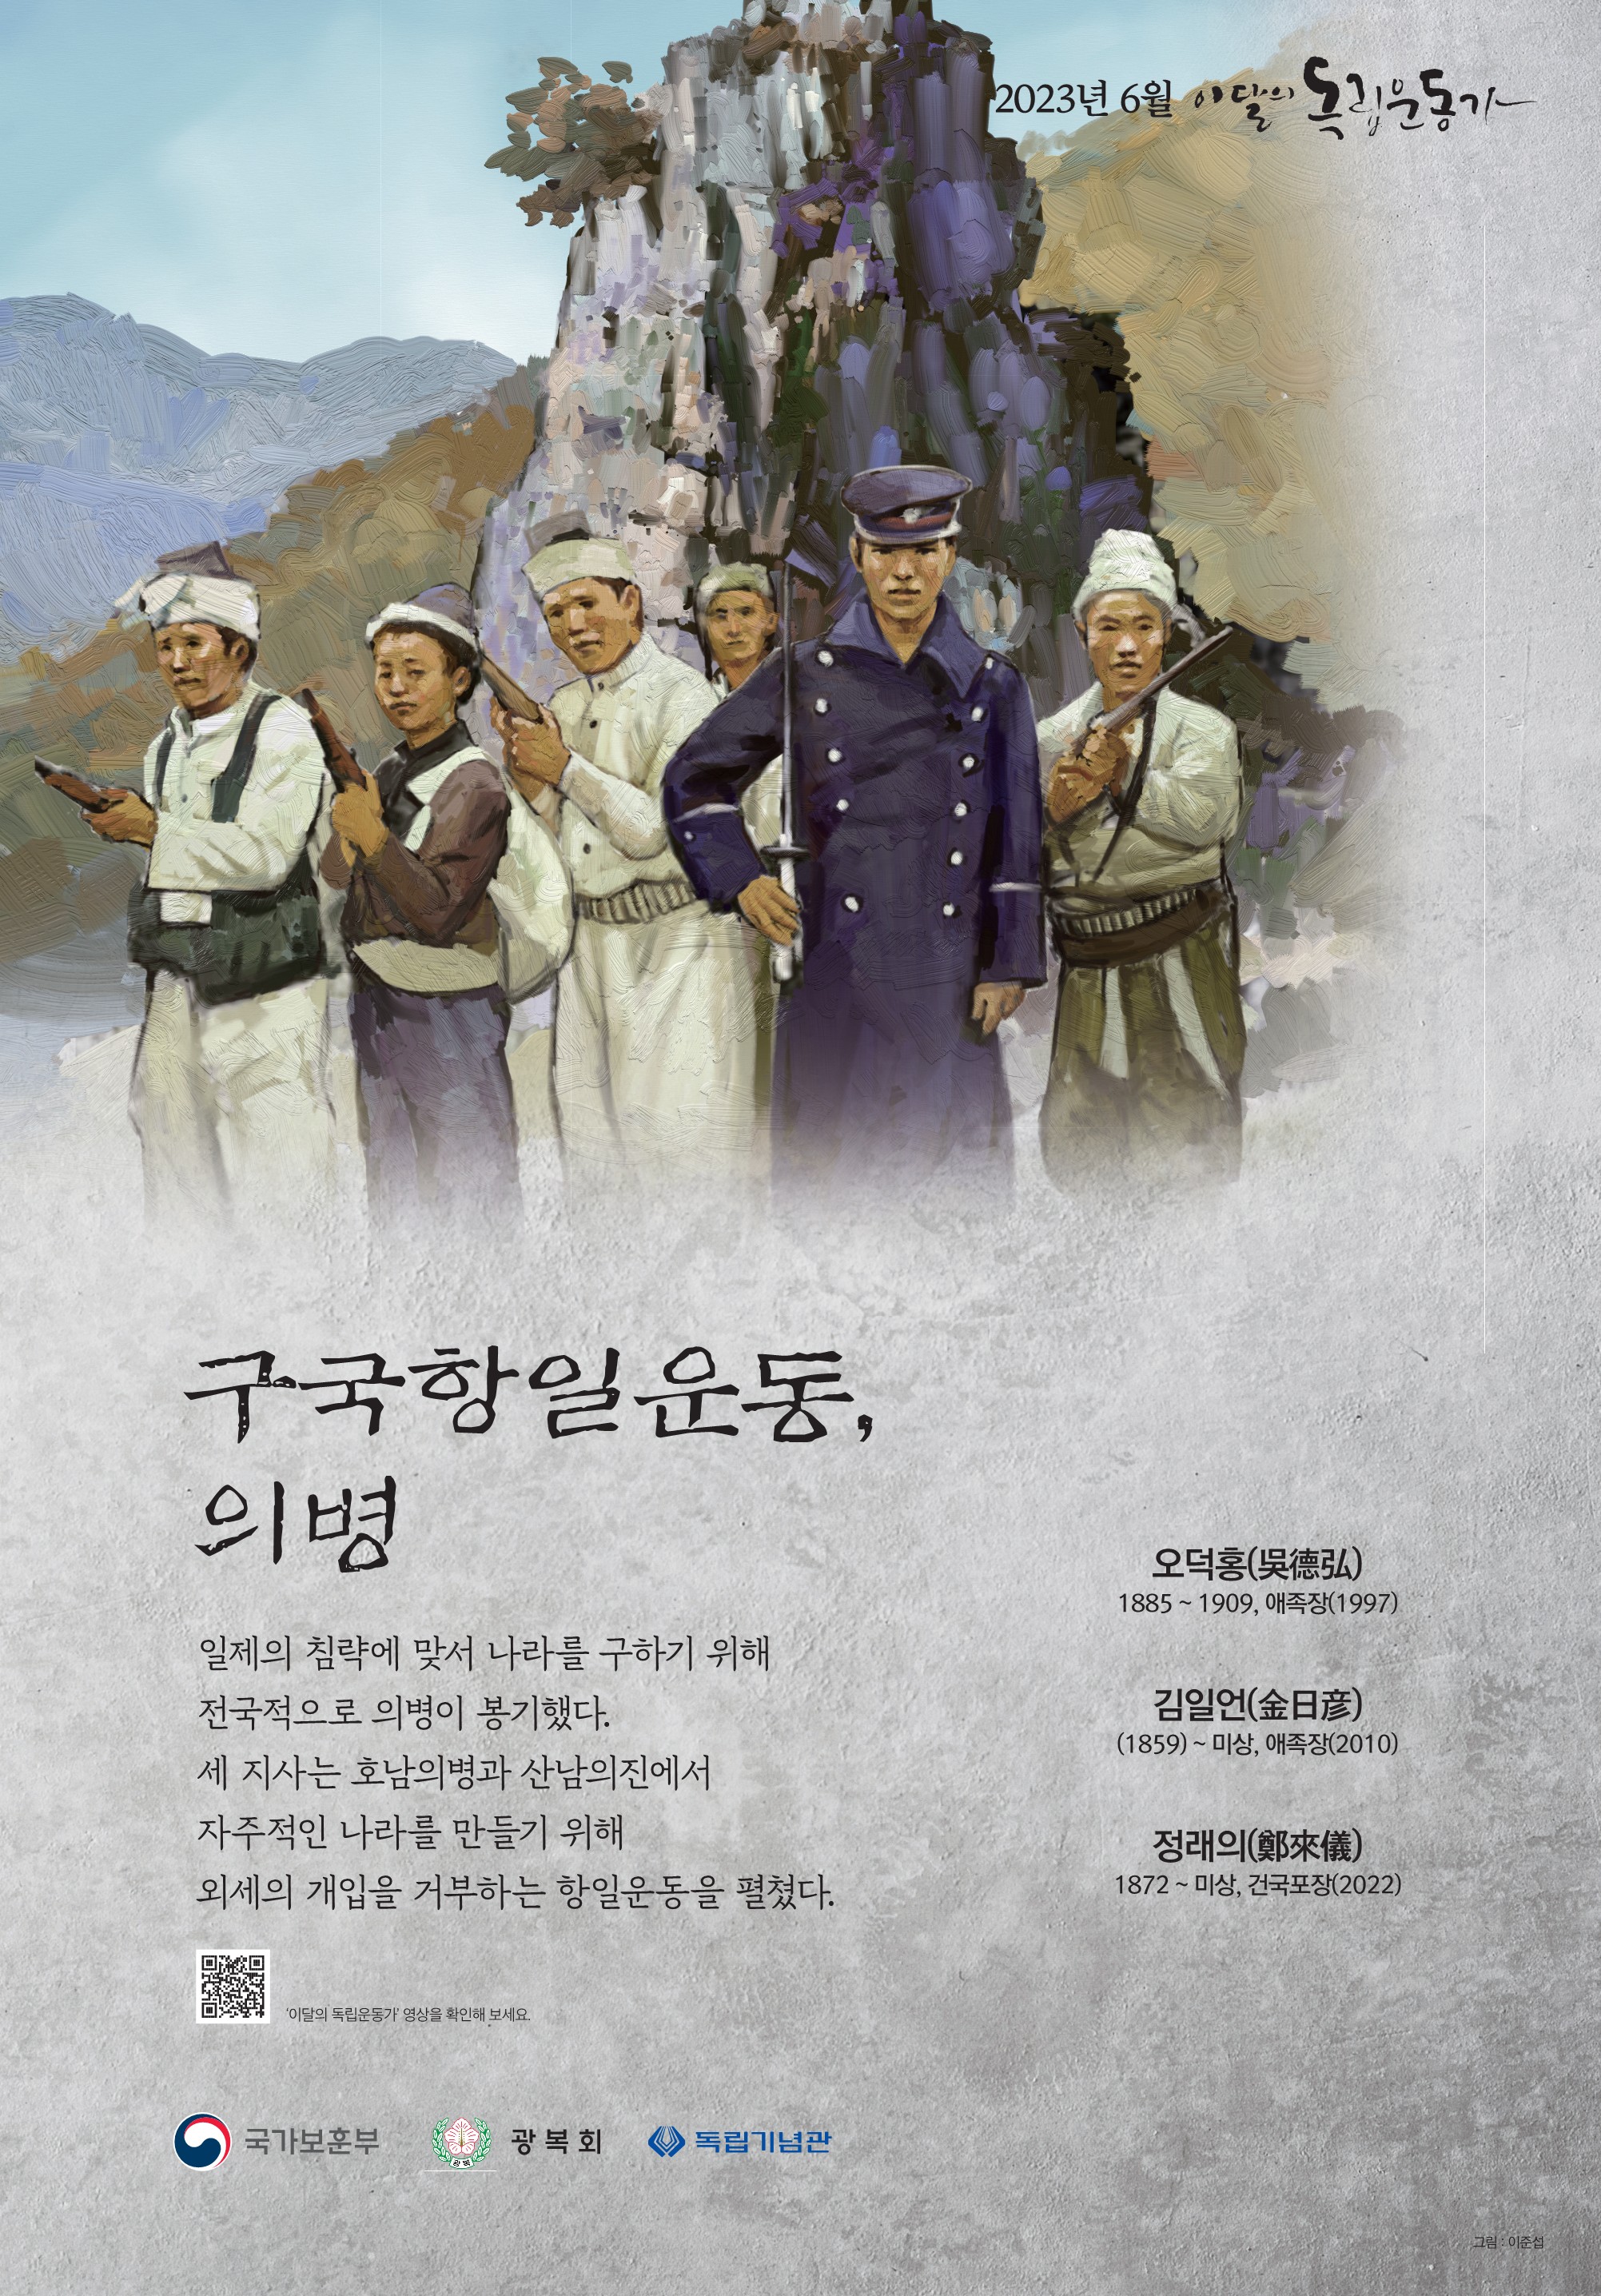 2023년 6월 이달의 독립운동가
구국항일운동,
의병
일제의 침략에 맞서 나라를 구하기 위해
전국적으로 의병이 봉기했다.
세 지사는 호남의병과 산남의진에서
자주적인 나라를 만들기 위해
외세의 개입을 거부하는 항일운동을 펼쳤다.
오덕홍(吳德弘)
1885 ~ 1909, 애족장(1997)
김일언(金日彦)
(1859) ~ 미상, 애족장(2010)
정래의(鄭來儀)
1872 ~ 미상, 건국포장(2022)
'이달의 독립운동가' 영상을 확인해 보세요.
국가보훈부
광복
광복회
독립기념관
그림 : 이준섭